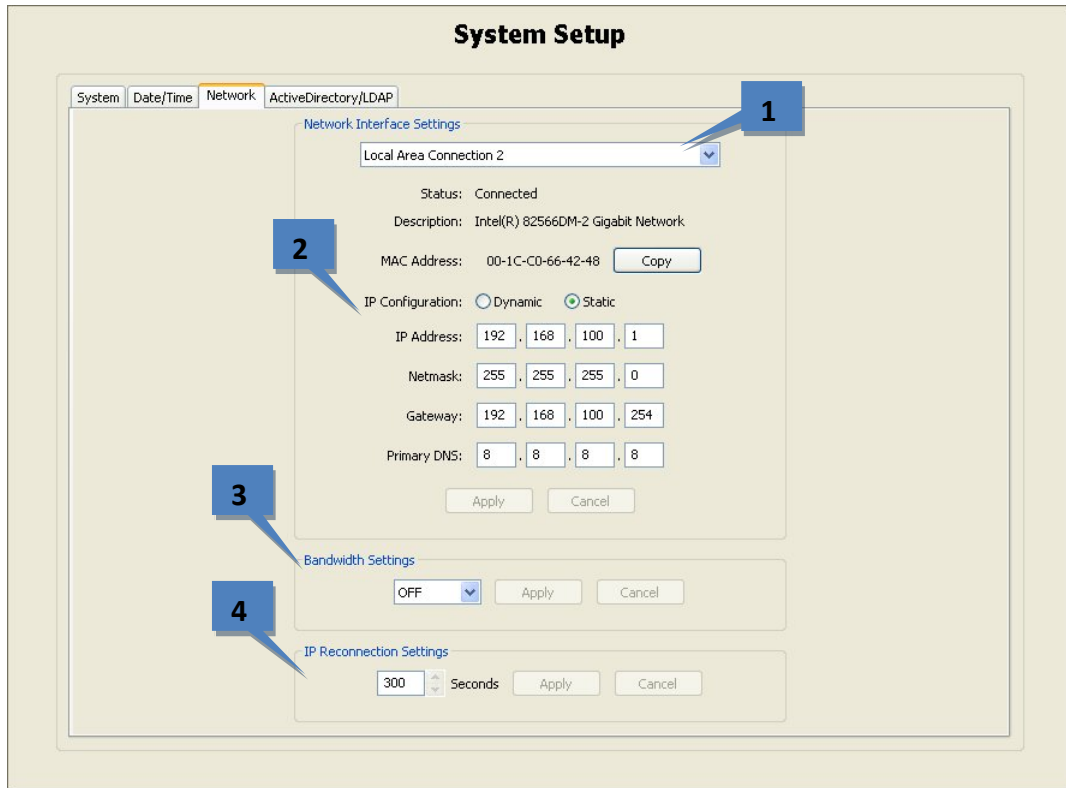 System Setup
System Date/Time Network ActiveDirectory/LDAP
1
Network Interface Settings
Local Area Connection 2
Status: Connected
Description: Intel(R) 82566DM-2 Gigabit Network
2
MAC Address: 00-1C-C0-66-42-48 Copy
IP Configuration: Dynamic Static
IP Address: 192 . 168 . 100 . 1
Netmask: 255 . 255 . 255 . 0
Gateway: 192 . 168 . 100 . 254
Primary DNS: 8 . 8 . 8 . 8
Apply Cancel
3
Bandwidth Settings
OFF Apply Cancel
4
IP Reconnection Settings
300 Seconds Apply Cancel